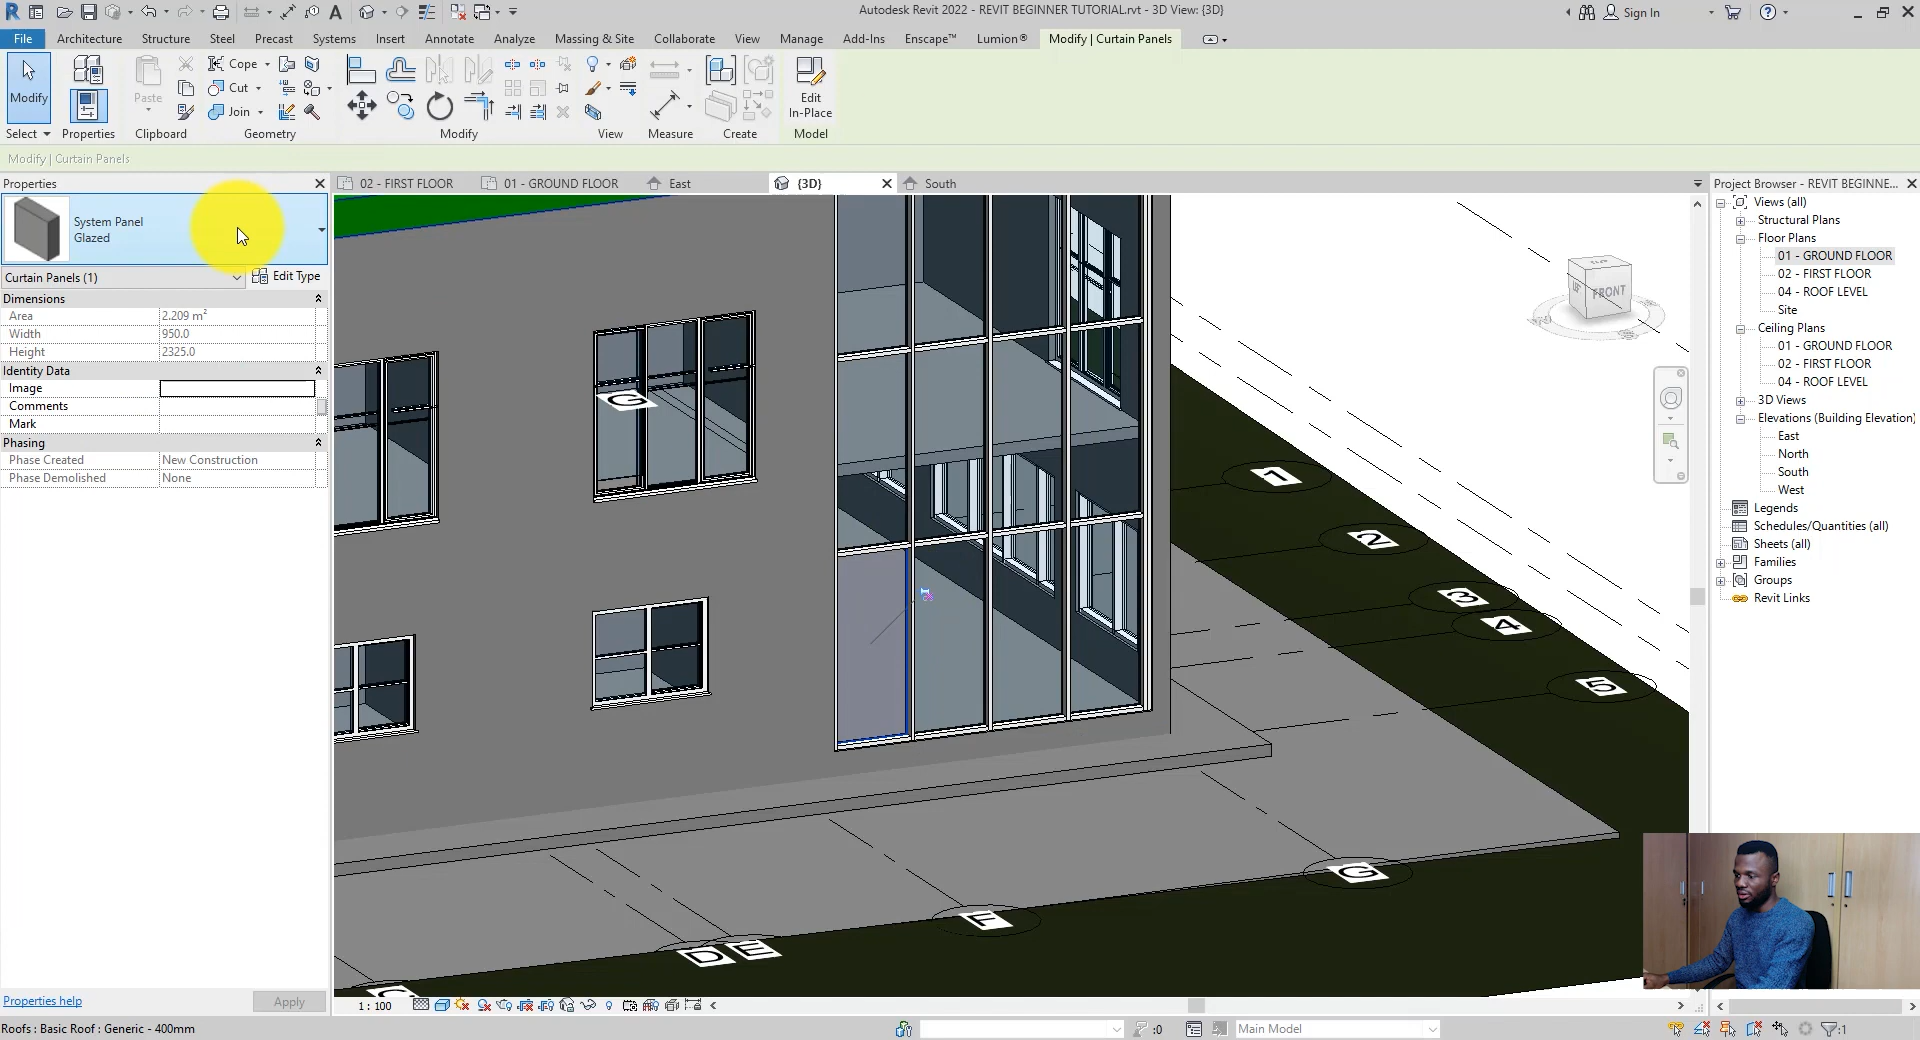 Autodesk Revit 2022 - REVIT BEGINNER TUTORIAL.rvt - 3D View: {3D}
Sign In
File Architecture Structure Steel Precast Systems Insert Annotate Analyze Massing & Site Collaborate View Manage Add-Ins Enscape™ Lumion® Modify | Curtain Panels
Modify
Paste
Cope
Cut
Join
Edit
In-Place
Select Properties Clipboard Geometry Modify View Measure Create Model
Modify | Curtain Panels
Properties
System Panel
Glazed
Curtain Panels (1)
Edit Type
Dimensions
Area 2.209 m²
Width 950.0
Height 2325.0
Identity Data
Image
Comments
Mark
Phasing
Phase Created New Construction
Phase Demolished None
Properties help
Apply
02 - FIRST FLOOR 01 - GROUND FLOOR East {3D} South
FRONT
G
1
2
3
4
5
G
F
E
D
1 : 100
Project Browser - REVIT BEGINNE...
Views (all)
Structural Plans
Floor Plans
01 - GROUND FLOOR
02 - FIRST FLOOR
04 - ROOF LEVEL
Site
Ceiling Plans
01 - GROUND FLOOR
02 - FIRST FLOOR
04 - ROOF LEVEL
3D Views
Elevations (Building Elevation)
East
North
South
West
Legends
Schedules/Quantities (all)
Sheets (all)
Families
Groups
Revit Links
Roofs : Basic Roof : Generic - 400mm
:0
Main Model
:1